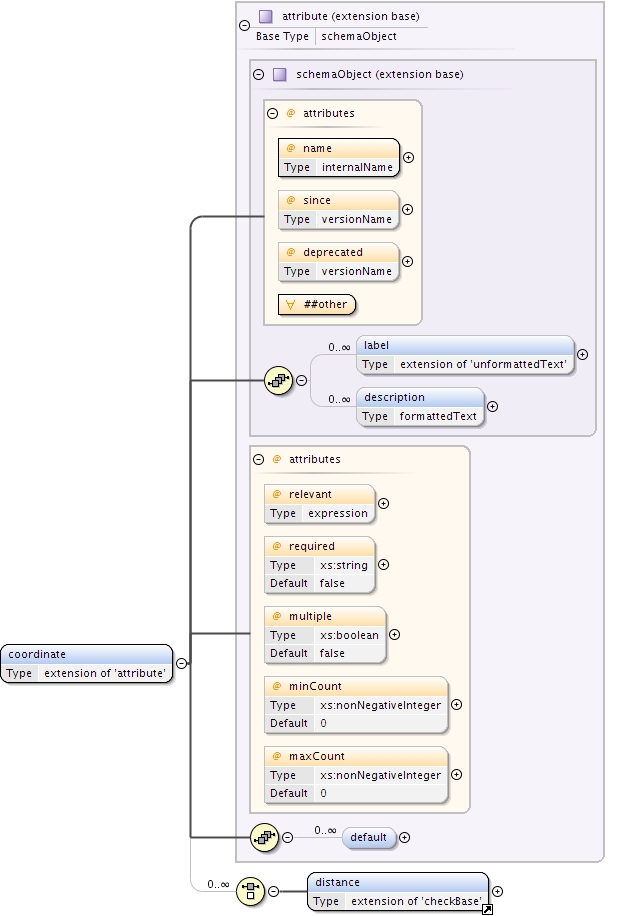 attribute (extension base)
Base Type schemaObject
schemaObject (extension base)
@ attributes
@ name
Type internalName
@ since
Type versionName
@ deprecated
Type versionName
∀ ##other
0..∞ label
Type extension of 'unformattedText'
0..∞ description
Type formattedText
@ attributes
@ relevant
Type expression
@ required
Type xs:string
Default false
@ multiple
Type xs:boolean
Default false
coordinate
Type extension of 'attribute'
@ minCount
Type xs:nonNegativeInteger
Default 0
@ maxCount
Type xs:nonNegativeInteger
Default 0
0..∞ default
0..∞ distance
Type extension of 'checkBase'